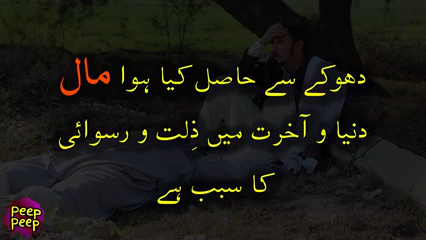 دھوکے سے حاصل کیا ہوا مال
دنیا و آخرت میں ذِلت و رسوائی
کا سبب ہے
Peep
Peep